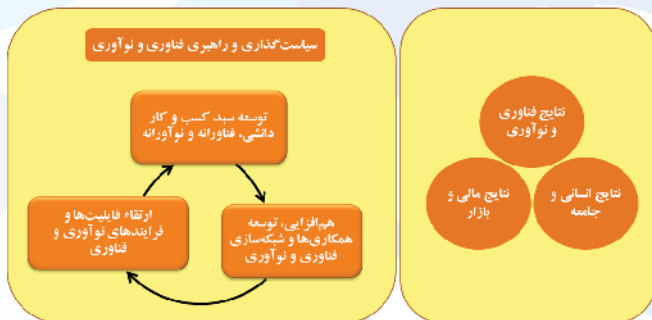 سیاست‌گذاری و راهبری فناوری و نوآوری
توسعه سبد کسب و کار
دانشی، فناورانه و نوآورانه
هم‌افزایی، توسعه
همکاری‌ها و شبکه‌سازی
فناوری و نوآوری
ارتقاء قابلیت‌ها و
فرایندهای نوآوری و
فناوری
نتایج فناوری
و نوآوری
نتایج انسانی و
جامعه
نتایج مالی و
بازار